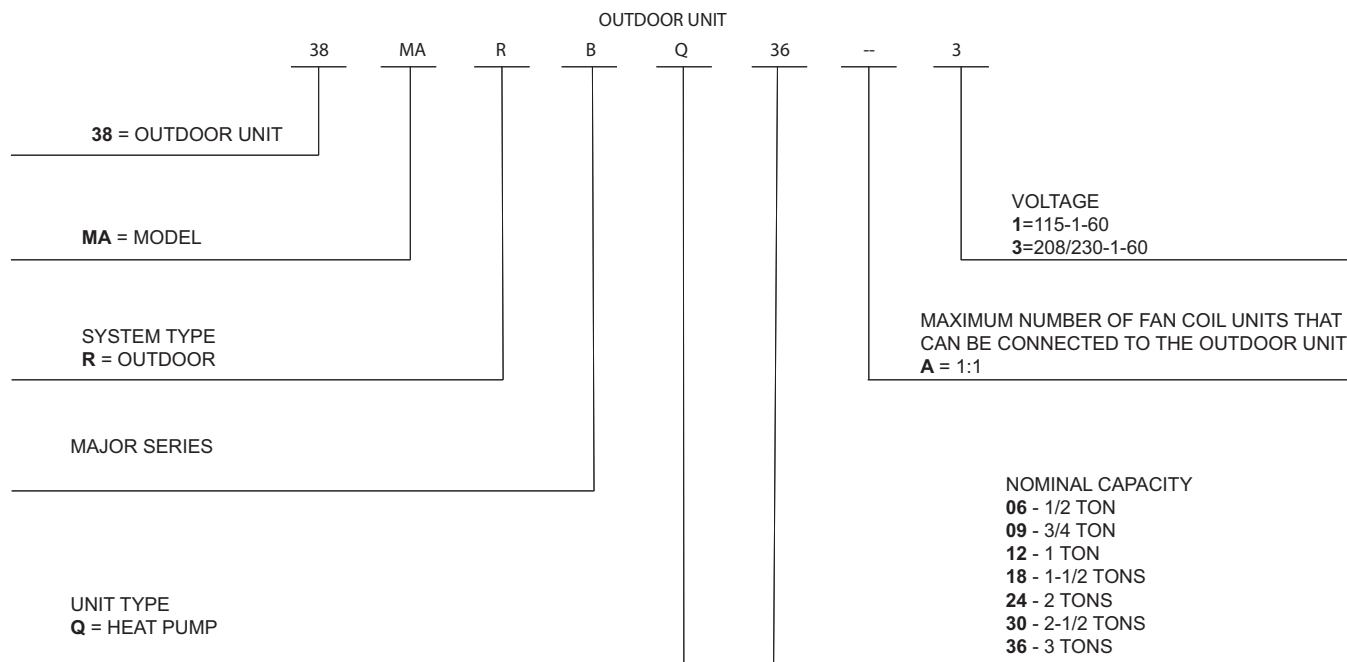 OUTDOOR UNIT
38 MA R B Q 36 -- 3
38 = OUTDOOR UNIT
MA = MODEL
SYSTEM TYPE
R = OUTDOOR
MAJOR SERIES
UNIT TYPE
Q = HEAT PUMP
VOLTAGE
1=115-1-60
3=208/230-1-60
MAXIMUM NUMBER OF FAN COIL UNITS THAT
CAN BE CONNECTED TO THE OUTDOOR UNIT
A = 1:1
NOMINAL CAPACITY
06 - 1/2 TON
09 - 3/4 TON
12 - 1 TON
18 - 1-1/2 TONS
24 - 2 TONS
30 - 2-1/2 TONS
36 - 3 TONS